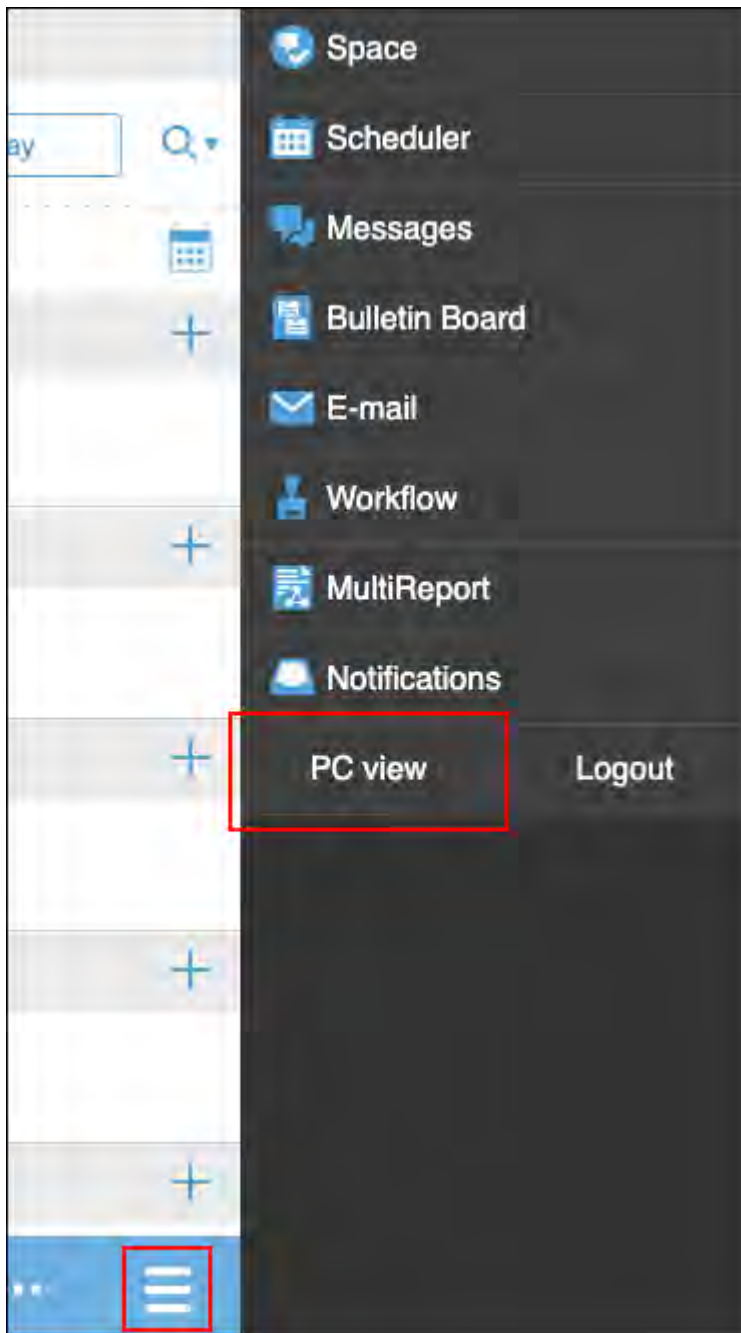 Space
ay
Scheduler
Messages
Bulletin Board
E-mail
Workflow
MultiReport
Notifications
PC view
Logout